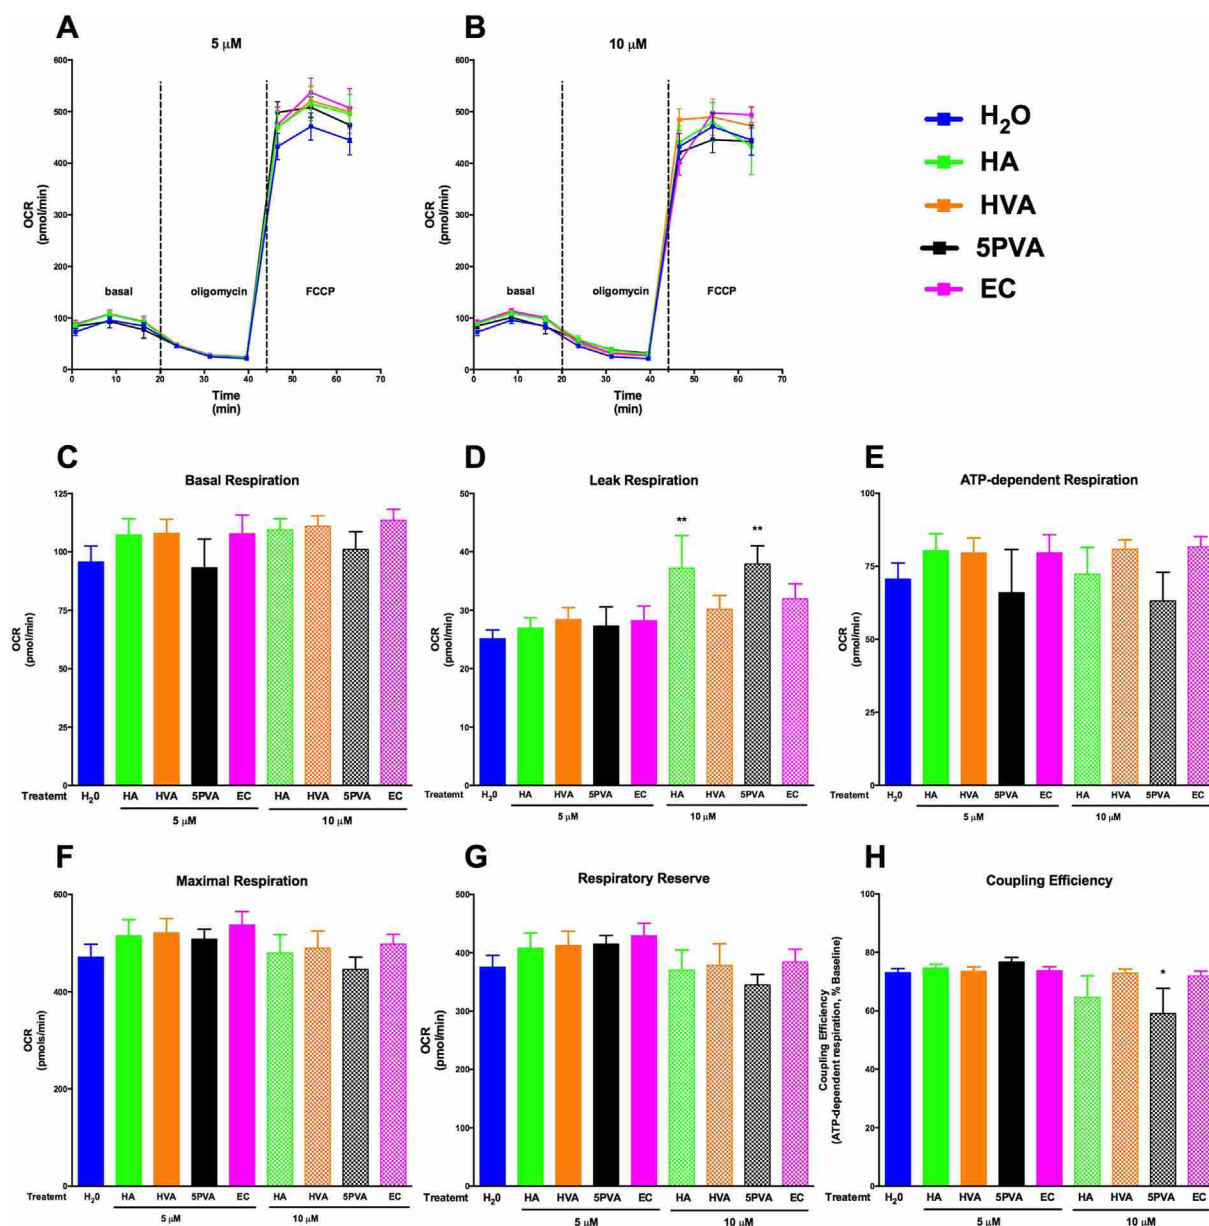 A
5 µM
OCR
(pmol/min)
600
500
400
300
200
100
0
basal
oligomycin
FCCP
0 10 20 30 40 50 60 70
Time
(min)
B
10 µM
OCR
(pmol/min)
600
500
400
300
200
100
0
basal
oligomycin
FCCP
0 10 20 30 40 50 60 70
Time
(min)
H₂O
HA
HVA
5PVA
EC
C
Basal Respiration
OCR
(pmol/min)
125
100
75
50
25
0
Treatemt H₂0 HA HVA 5PVA EC HA HVA 5PVA EC
5 µM 10 µM
D
Leak Respiration
OCR
(pmol/min)
50
40
30
20
10
0
** **
Treatemt H₂0 HA HVA 5PVA EC HA HVA 5PVA EC
5 µM 10 µM
E
ATP-dependent Respiration
OCR
(pmol/min)
100
75
50
25
0
Treatemt H₂0 HA HVA 5PVA EC HA HVA 5PVA EC
5 µM 10 µM
F
Maximal Respiration
OCR
(pmols/min)
600
400
200
0
Treatemt H₂0 HA HVA 5PVA EC HA HVA 5PVA EC
5 µM 10 µM
G
Respiratory Reserve
OCR
(pmol/min)
500
400
300
200
100
0
Treatemt H₂0 HA HVA 5PVA EC HA HVA 5PVA EC
5 µM 10 µM
H
Coupling Efficiency
Coupling Efficiency
(ATP-dependent respiration, % Baseline)
100
80
60
40
20
0
*
Treatemt H₂0 HA HVA 5PVA EC HA HVA 5PVA EC
5 µM 10 µM